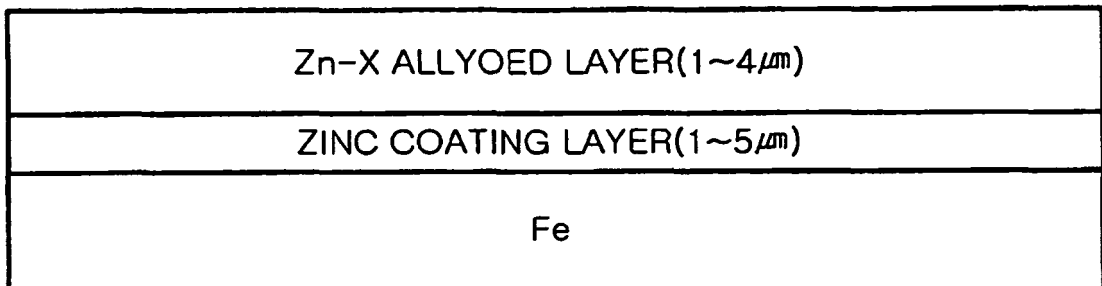 Zn-X ALLYOED LAYER(1~4㎛)
ZINC COATING LAYER(1~5㎛)
Fe